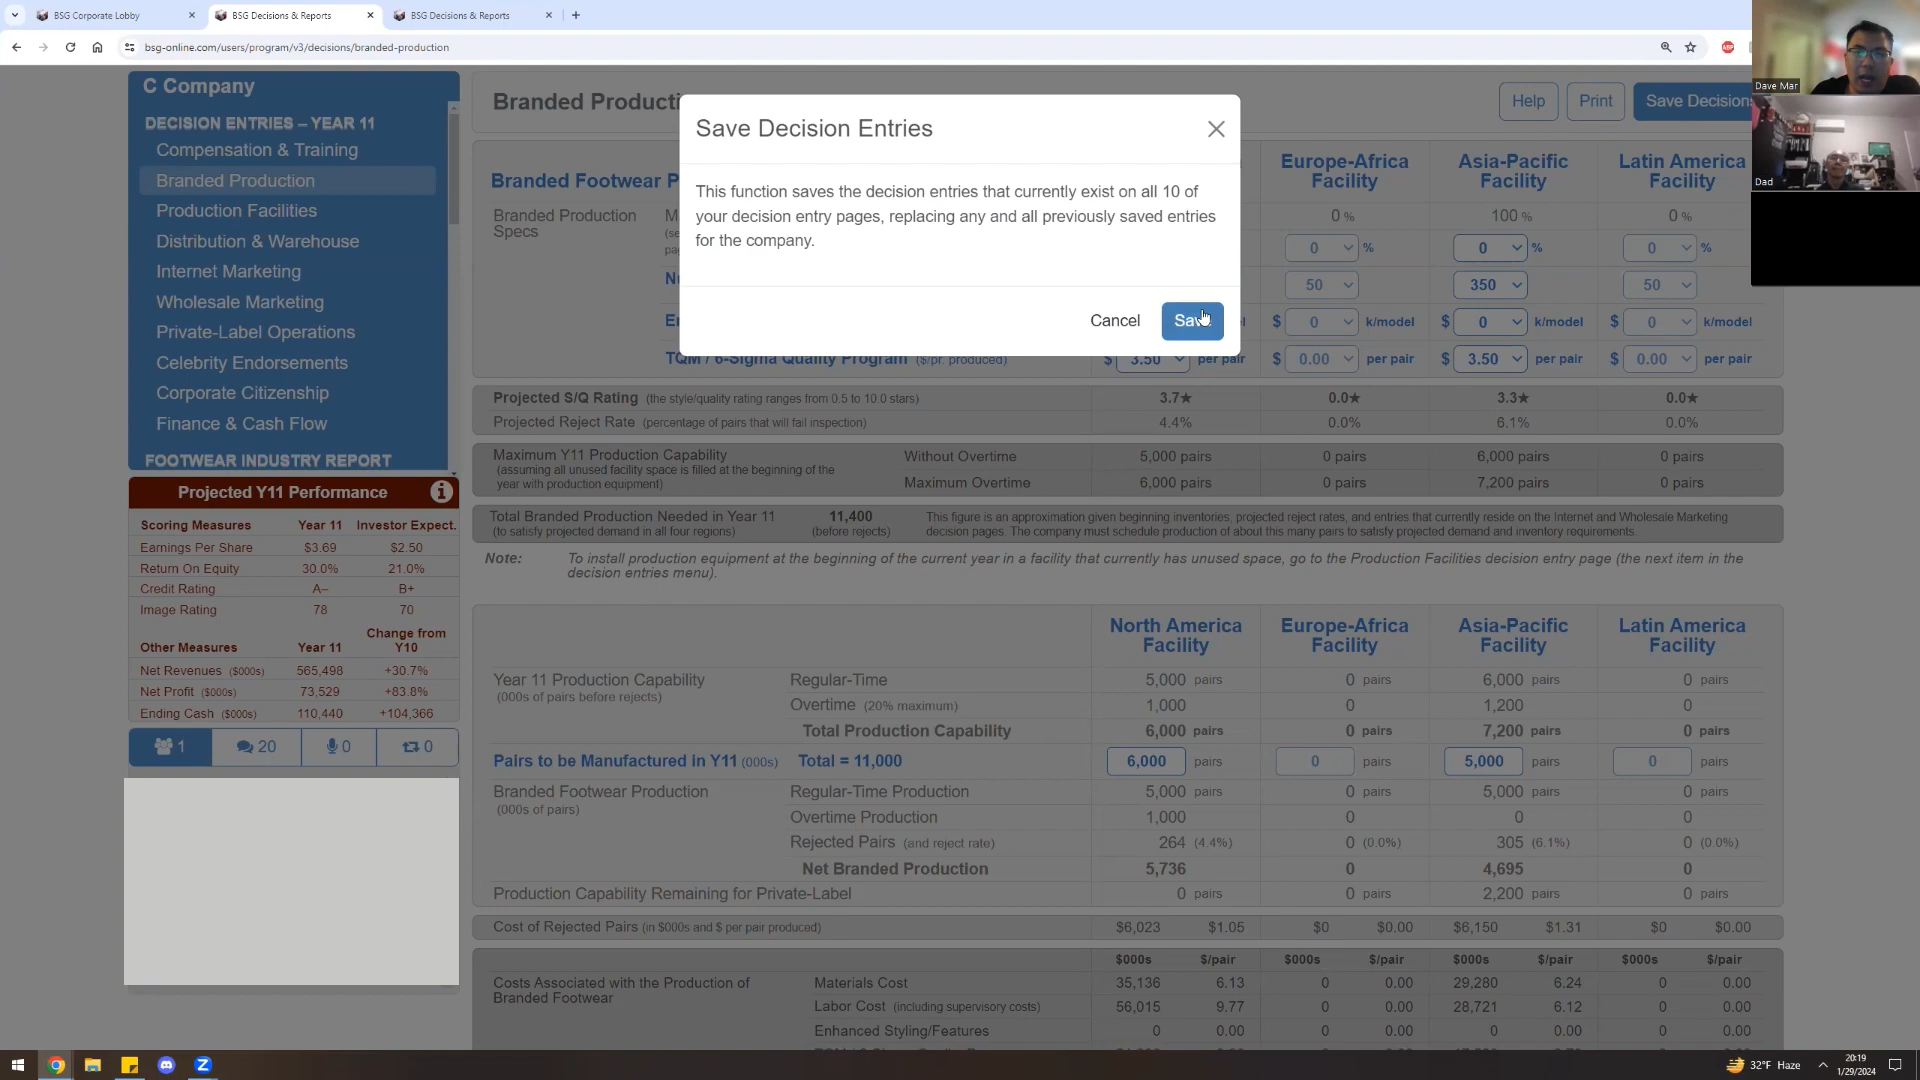 BSG Corporate Lobby
BSG Decisions & Reports
BSG Decisions & Reports
bsg-online.com/users/program/v3/decisions/branded-production
ABP
Dave Mar
Dad
C Company
DECISION ENTRIES – YEAR 11
Compensation & Training
Branded Production
Production Facilities
Distribution & Warehouse
Internet Marketing
Wholesale Marketing
Private-Label Operations
Celebrity Endorsements
Corporate Citizenship
Finance & Cash Flow
FOOTWEAR INDUSTRY REPORT
Projected Y11 Performance
Scoring Measures Year 11 Investor Expect.
Earnings Per Share $3.69 $2.50
Return On Equity 30.0% 21.0%
Credit Rating A– B+
Image Rating 78 70
Other Measures Year 11 Change from Y10
Net Revenues ($000s) 565,498 +30.7%
Net Profit ($000s) 73,529 +83.8%
Ending Cash ($000s) 110,440 +104,366
1 20 0 0
Branded Producti
Help Print Save Decision
Save Decision Entries
This function saves the decision entries that currently exist on all 10 of
your decision entry pages, replacing any and all previously saved entries
for the company.
Cancel Sav
Branded Footwear P
Europe-Africa Facility Asia-Pacific Facility Latin America Facility
Branded Production Specs
0 % 100 % 0 %
0 % 0 % 0 %
50 350 50
$ 0 k/model $ 0 k/model $ 0 k/model
TQM / 6-Sigma Quality Program ($/pr. produced) $ 3.50 per pair $ 0.00 per pair $ 3.50 per pair $ 0.00 per pair
Projected S/Q Rating (the style/quality rating ranges from 0.5 to 10.0 stars) 3.7★ 0.0★ 3.3★ 0.0★
Projected Reject Rate (percentage of pairs that will fail inspection) 4.4% 0.0% 6.1% 0.0%
Maximum Y11 Production Capability Without Overtime 5,000 pairs 0 pairs 6,000 pairs 0 pairs
(assuming all unused facility space is filled at the beginning of the
year with production equipment) Maximum Overtime 6,000 pairs 0 pairs 7,200 pairs 0 pairs
Total Branded Production Needed in Year 11 11,400 This figure is an approximation given beginning inventories, projected reject rates, and entries that currently reside on the Internet and Wholesale Marketing
(to satisfy projected demand in all four regions) (before rejects) decision pages. The company must schedule production of about this many pairs to satisfy projected demand and inventory requirements.
Note: To install production equipment at the beginning of the current year in a facility that currently has unused space, go to the Production Facilities decision entry page (the next item in the
decision entries menu).
North America Facility Europe-Africa Facility Asia-Pacific Facility Latin America Facility
Year 11 Production Capability Regular-Time 5,000 pairs 0 pairs 6,000 pairs 0 pairs
(000s of pairs before rejects) Overtime (20% maximum) 1,000 0 1,200 0
Total Production Capability 6,000 pairs 0 pairs 7,200 pairs 0 pairs
Pairs to be Manufactured in Y11 (000s) Total = 11,000 6,000 pairs 0 pairs 5,000 pairs 0 pairs
Branded Footwear Production Regular-Time Production 5,000 pairs 0 pairs 5,000 pairs 0 pairs
(000s of pairs) Overtime Production 1,000 0 0 0
Rejected Pairs (and reject rate) 264 (4.4%) 0 (0.0%) 305 (6.1%) 0 (0.0%)
Net Branded Production 5,736 0 4,695 0
Production Capability Remaining for Private-Label 0 pairs 0 pairs 2,200 pairs 0 pairs
Cost of Rejected Pairs (in $000s and $ per pair produced) $6,023 $1.05 $0 $0.00 $6,150 $1.31 $0 $0.00
$000s $/pair $000s $/pair $000s $/pair $000s $/pair
Costs Associated with the Production of Materials Cost 35,136 6.13 0 0.00 29,280 6.24 0 0.00
Branded Footwear Labor Cost (including supervisory costs) 56,015 9.77 0 0.00 28,721 6.12 0 0.00
Enhanced Styling/Features 0 0.00 0 0.00 0 0.00 0 0.00
32°F Haze
20:19
1/29/2024